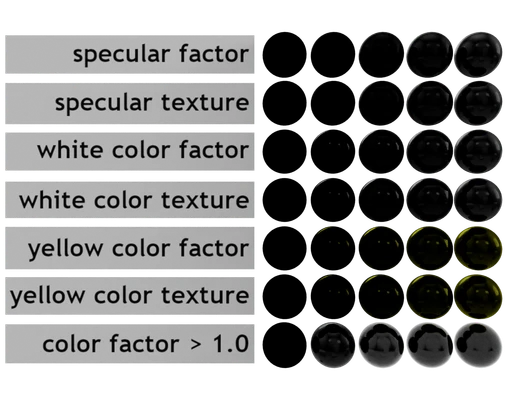 specular factor
specular texture
white color factor
white color texture
yellow color factor
yellow color texture
color factor > 1.0